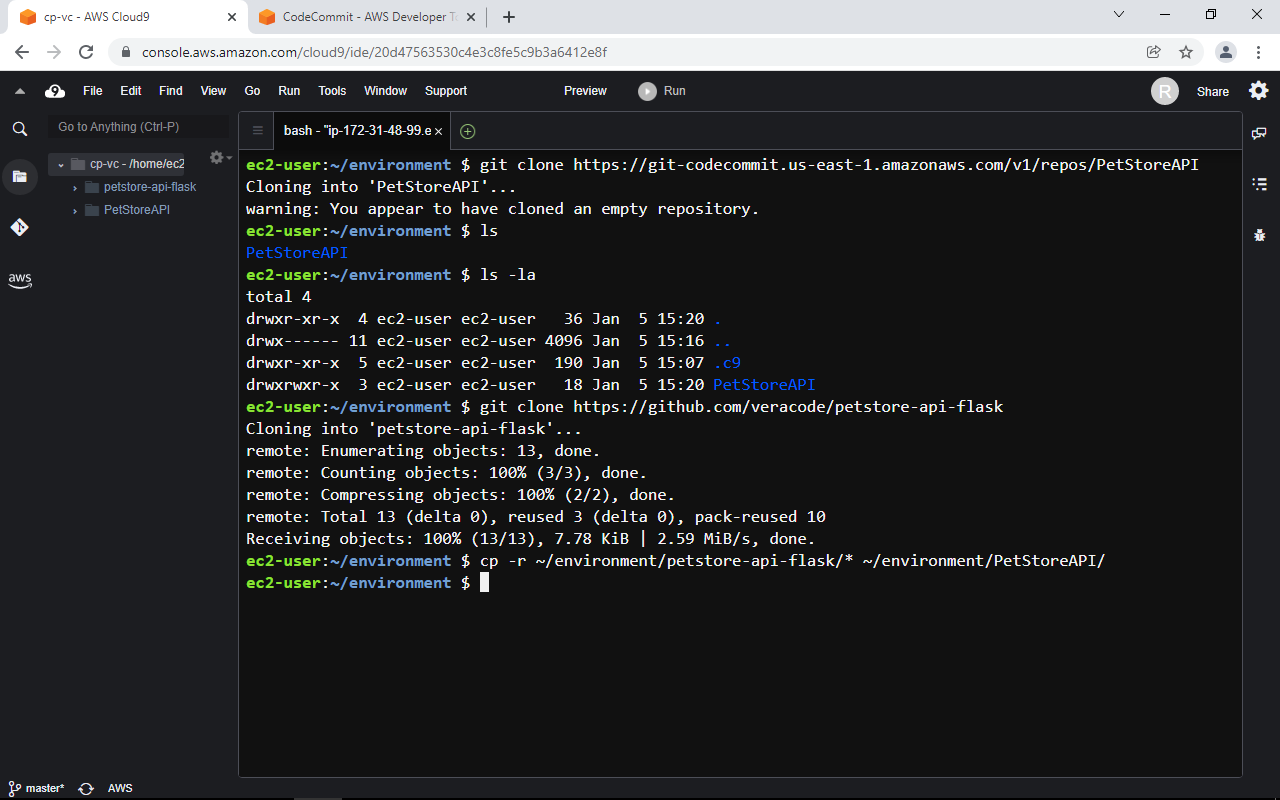 cp-vc - AWS Cloud9
CodeCommit - AWS Developer To
console.aws.amazon.com/cloud9/ide/20d47563530c4e3c8fe5c9b3a6412e8f
9 File Edit Find View Go Run Tools Window Support Preview Run R Share
Go to Anything (Ctrl-P)
bash - "ip-172-31-48-99.e
cp-vc - /home/ec2
petstore-api-flask
PetStoreAPI
aws
ec2-user:~/environment $ git clone https://git-codecommit.us-east-1.amazonaws.com/v1/repos/PetStoreAPI
Cloning into 'PetStoreAPI'...
warning: You appear to have cloned an empty repository.
ec2-user:~/environment $ ls
PetStoreAPI
ec2-user:~/environment $ ls -la
total 4
drwxr-xr-x  4 ec2-user ec2-user   36 Jan  5 15:20 .
drwx------ 11 ec2-user ec2-user 4096 Jan  5 15:16 ..
drwxr-xr-x  5 ec2-user ec2-user  190 Jan  5 15:07 .c9
drwxrwxr-x  3 ec2-user ec2-user   18 Jan  5 15:20 PetStoreAPI
ec2-user:~/environment $ git clone https://github.com/veracode/petstore-api-flask
Cloning into 'petstore-api-flask'...
remote: Enumerating objects: 13, done.
remote: Counting objects: 100% (3/3), done.
remote: Compressing objects: 100% (2/2), done.
remote: Total 13 (delta 0), reused 3 (delta 0), pack-reused 10
Receiving objects: 100% (13/13), 7.78 KiB | 2.59 MiB/s, done.
ec2-user:~/environment $ cp -r ~/environment/petstore-api-flask/* ~/environment/PetStoreAPI/
ec2-user:~/environment $
master* AWS